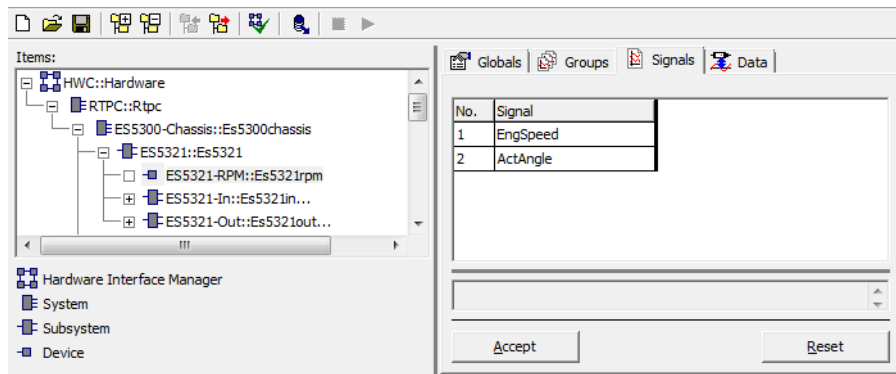 Items:
HWC::Hardware
RTPC::Rtpc
ES5300-Chassis::Es5300chassis
ES5321::Es5321
ES5321-RPM::Es5321rpm
ES5321-In::Es5321in...
ES5321-Out::Es5321out...
Hardware Interface Manager
System
Subsystem
Device
Globals Groups Signals Data
No. Signal
1 EngSpeed
2 ActAngle
Accept Reset